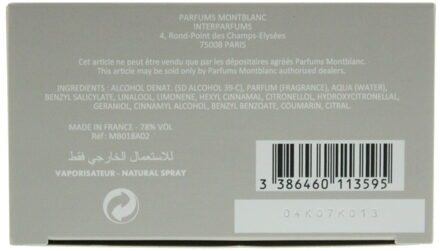 PARFUMS MONTBLANC
INTERPARFUMS
4, Rond-Point des Champs-Elysées
75008 PARIS
Cet article ne peut être vendu que par les dépositaires agréés Parfums Montblanc.
This article may be sold only by Parfums Montblanc authorised dealers.
INGREDIENTS : ALCOHOL DENAT. (SD ALCOHOL 39-C), PARFUM (FRAGRANCE), AQUA (WATER),
BENZYL SALICYLATE, LINALOOL, LIMONENE, HEXYL CINNAMAL, CITRONELLOL, HYDROXYCITRONELLAL,
GERANIOL, CINNAMYL ALCOHOL, BENZYL BENZOATE, COUMARIN, CITRAL.
MADE IN FRANCE - 78% VOL
Réf: MB018A02
للاستعمال الخارجي فقط
VAPORISATEUR - NATURAL SPRAY
3 386460 113595
04K07K013